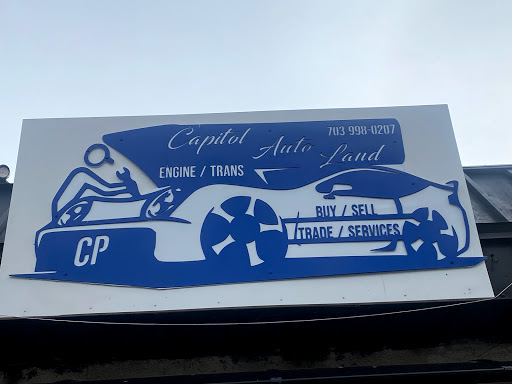 Capitol Auto Land
703 998-0207
ENGINE / TRANS
BUY / SELL
TRADE / SERVICES
CP